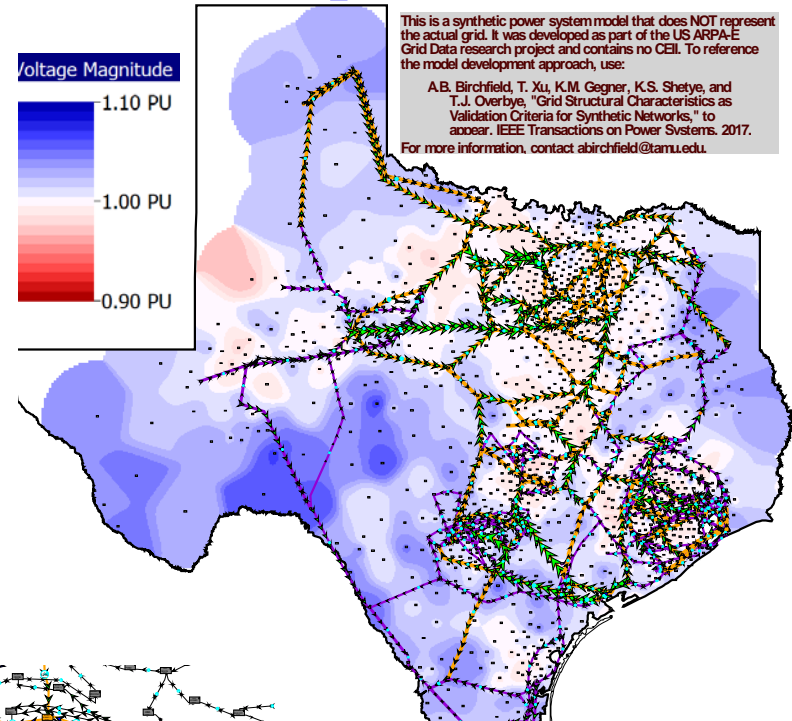 This is a synthetic power system model that does NOT represent
the actual grid. It was developed as part of the US ARPA-E
Grid Data research project and contains no CEII. To reference
the model development approach, use:
A.B. Birchfield, T. Xu, K.M. Gegner, K.S. Shetye, and
T.J. Overbye, "Grid Structural Characteristics as
Validation Criteria for Synthetic Networks," to
appear, IEEE Transactions on Power Systems, 2017.
For more information, contact abirchfield@tamu.edu.
Voltage Magnitude
1.10 PU
1.00 PU
0.90 PU